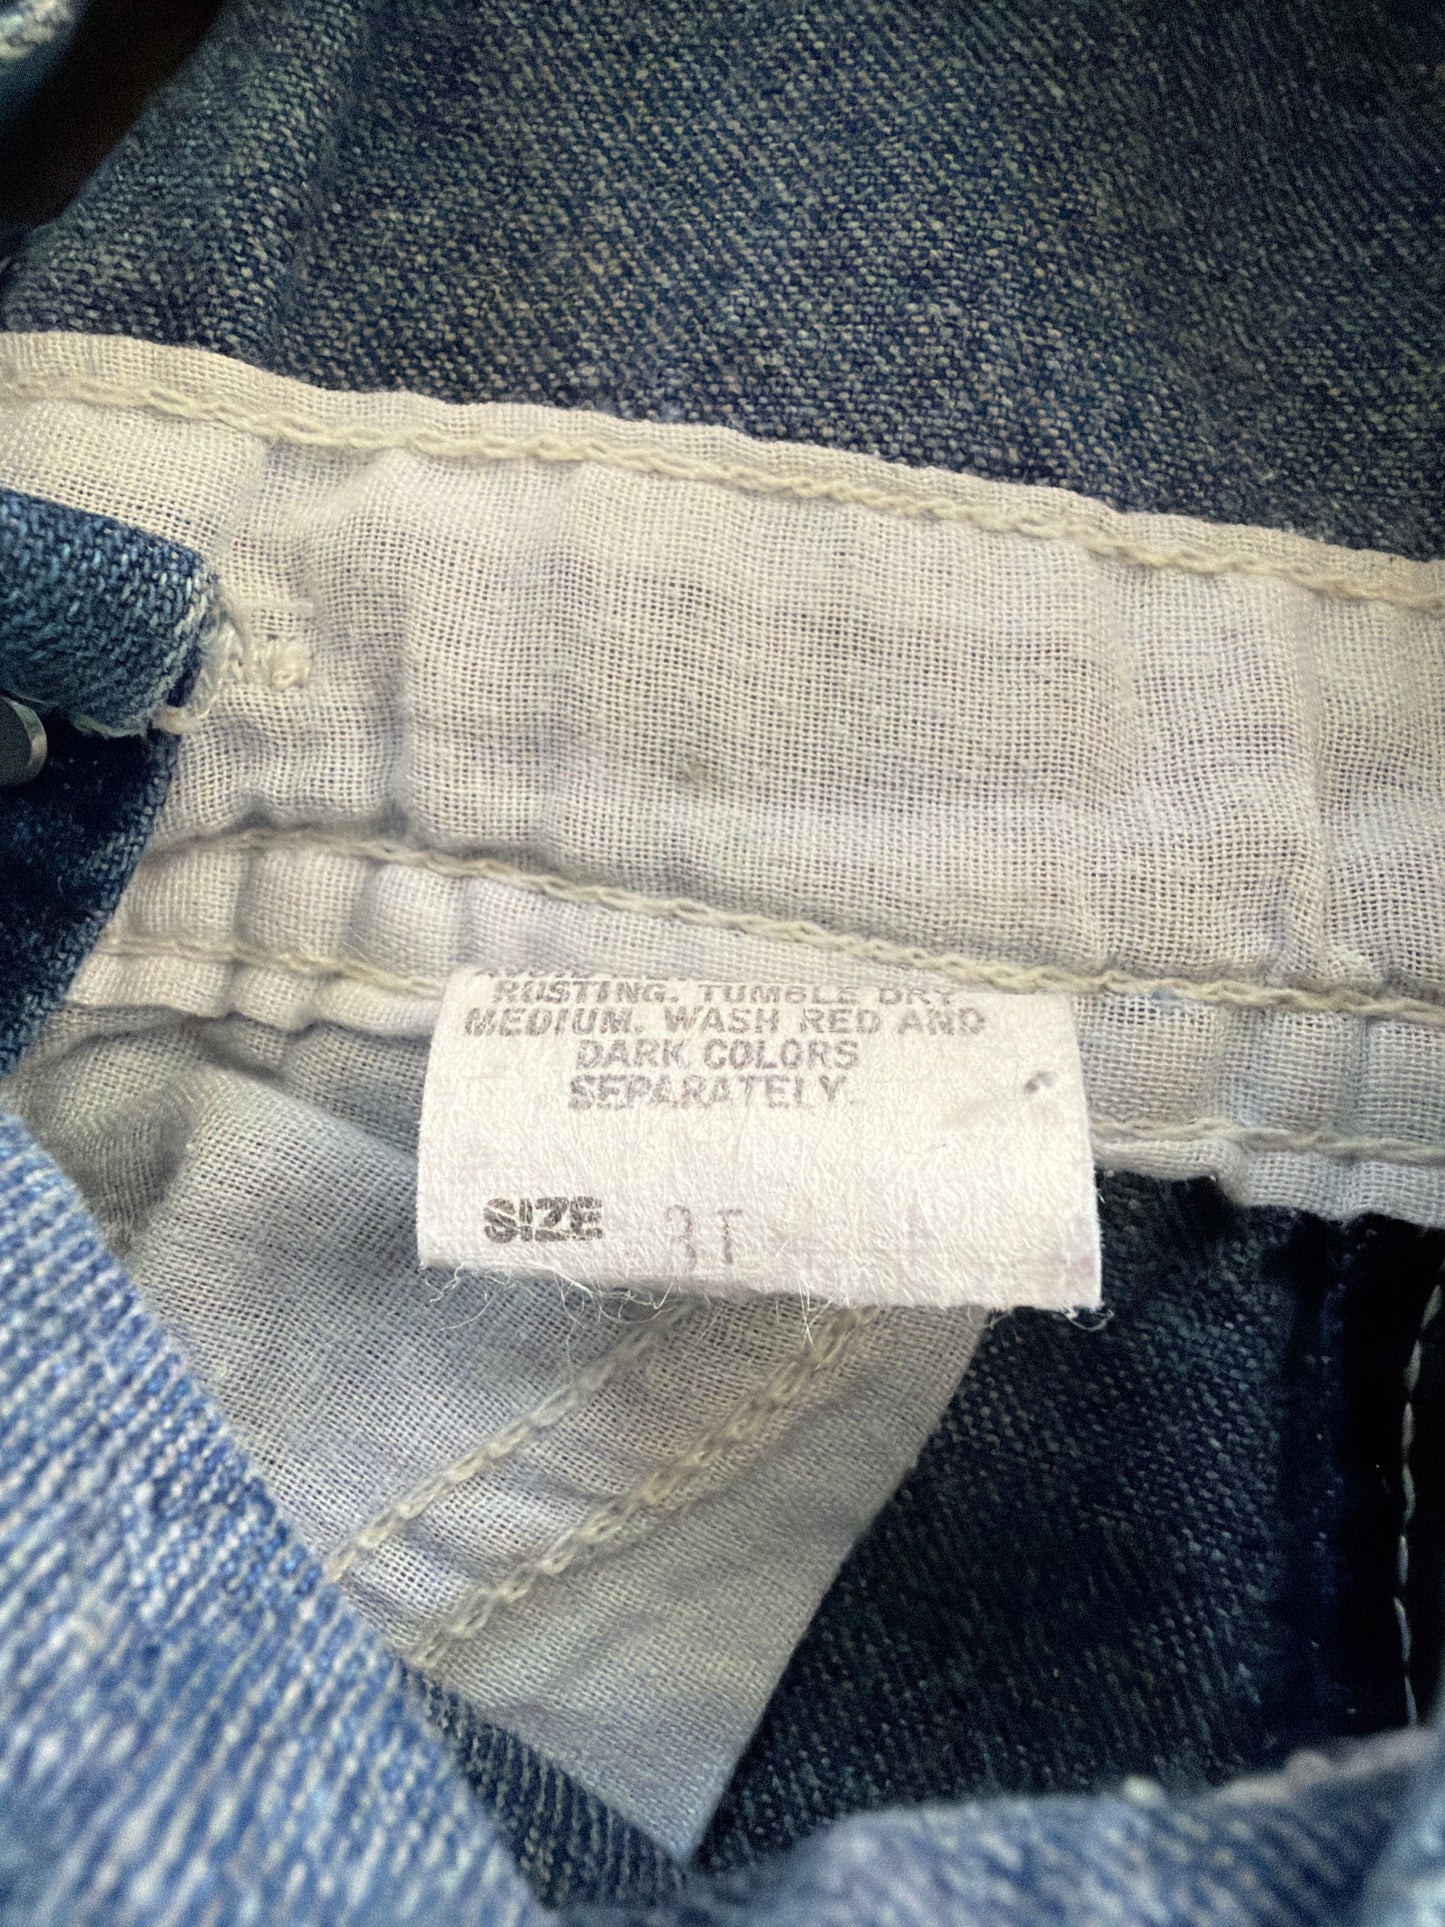 RUSTING. TUMBLE DRY
MEDIUM. WASH RED AND
DARK COLORS
SEPARATELY.
SIZE 3T